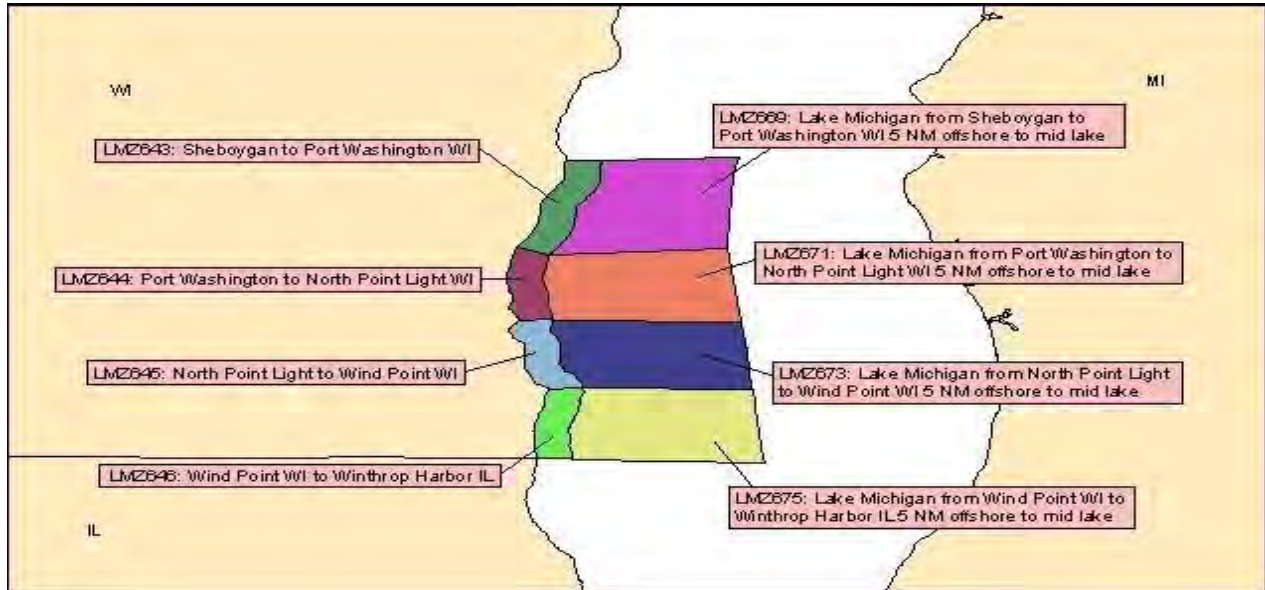 WI
MI
LMZ669: Lake Michigan from Sheboygan to
Port Washington WI 5 NM offshore to mid lake
LMZ643: Sheboygan to Port Washington WI
LMZ671: Lake Michigan from Port Washington to
North Point Light WI 5 NM offshore to mid lake
LMZ644: Port Washington to North Point Light WI
LMZ645: North Point Light to Wind Point WI
LMZ673: Lake Michigan from North Point Light
to Wind Point WI 5 NM offshore to mid lake
LMZ646: Wind Point WI to Winthrop Harbor IL
LMZ675: Lake Michigan from Wind Point WI to
Winthrop Harbor IL 5 NM offshore to mid lake
IL